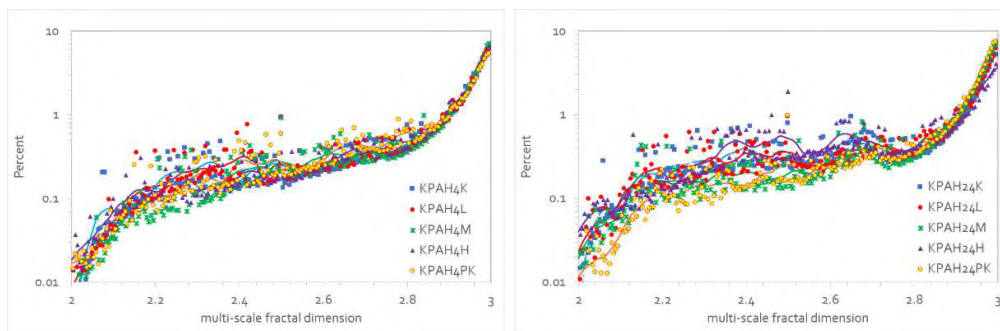 10
1
0.1
0.01
Percent
2
2.2
2.4
2.6
2.8
3
multi-scale fractal dimension
KPAH4K
KPAH4L
KPAH4M
KPAH4H
KPAH4PK
10
1
0.1
0.01
Percent
2
2.2
2.4
2.6
2.8
3
multi-scale fractal dimension
KPAH24K
KPAH24L
KPAH24M
KPAH24H
KPAH24PK